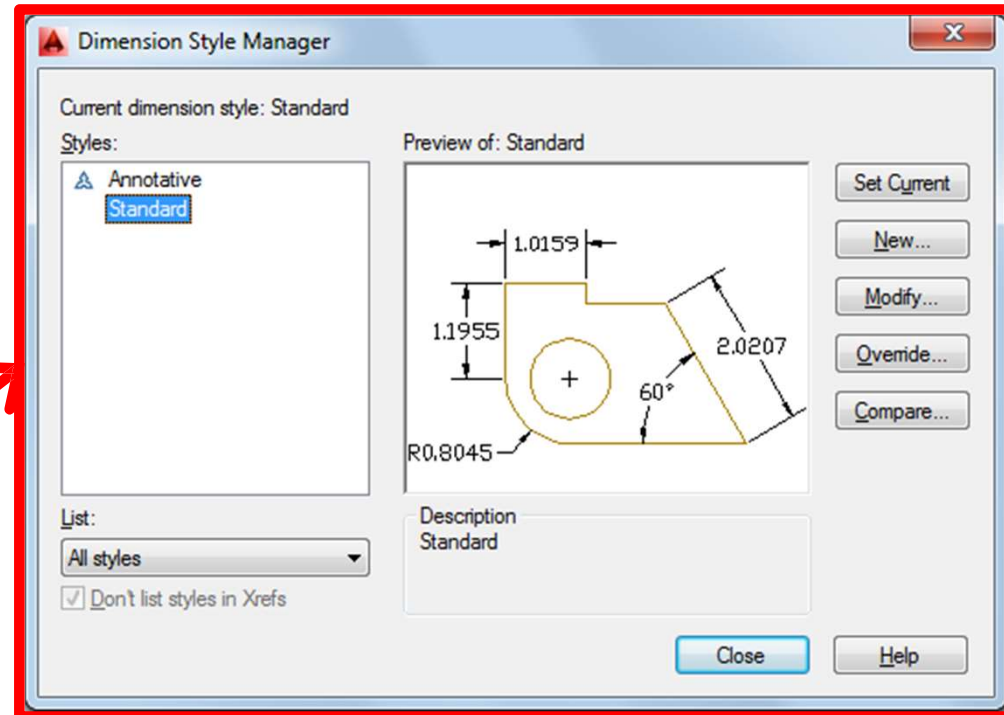 Dimension Style Manager
Current dimension style: Standard
Styles:
Annotative
Standard
Preview of: Standard
1.0159
1.1955
2.0207
60°
R0.8045
Set Current
New...
Modify...
Override...
Compare...
List:
All styles
Don't list styles in Xrefs
Description
Standard
Close
Help